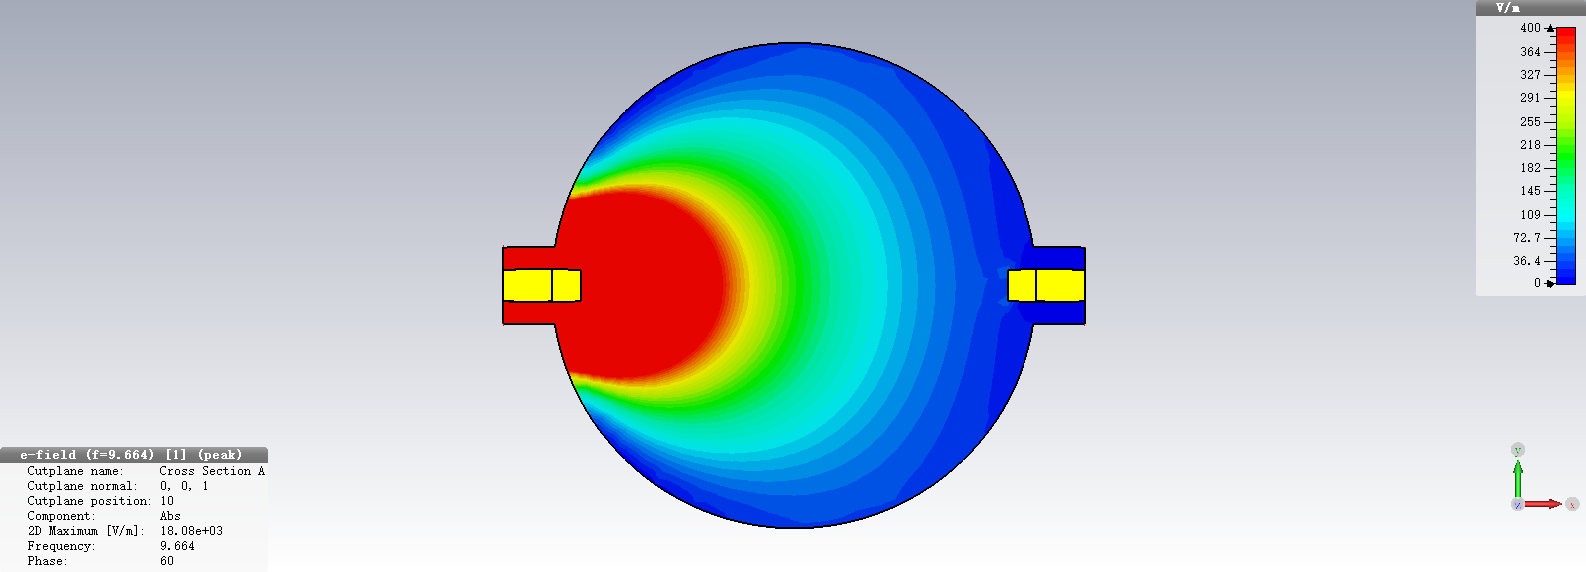 V/m
400
364
327
291
255
218
182
145
109
72.7
36.4
0
e-field (f=9.664) [1] (peak)
Cutplane name: Cross Section A
Cutplane normal: 0, 0, 1
Cutplane position: 10
Component: Abs
2D Maximum [V/m]: 18.08e+03
Frequency: 9.664
Phase: 60
Y
Z
X